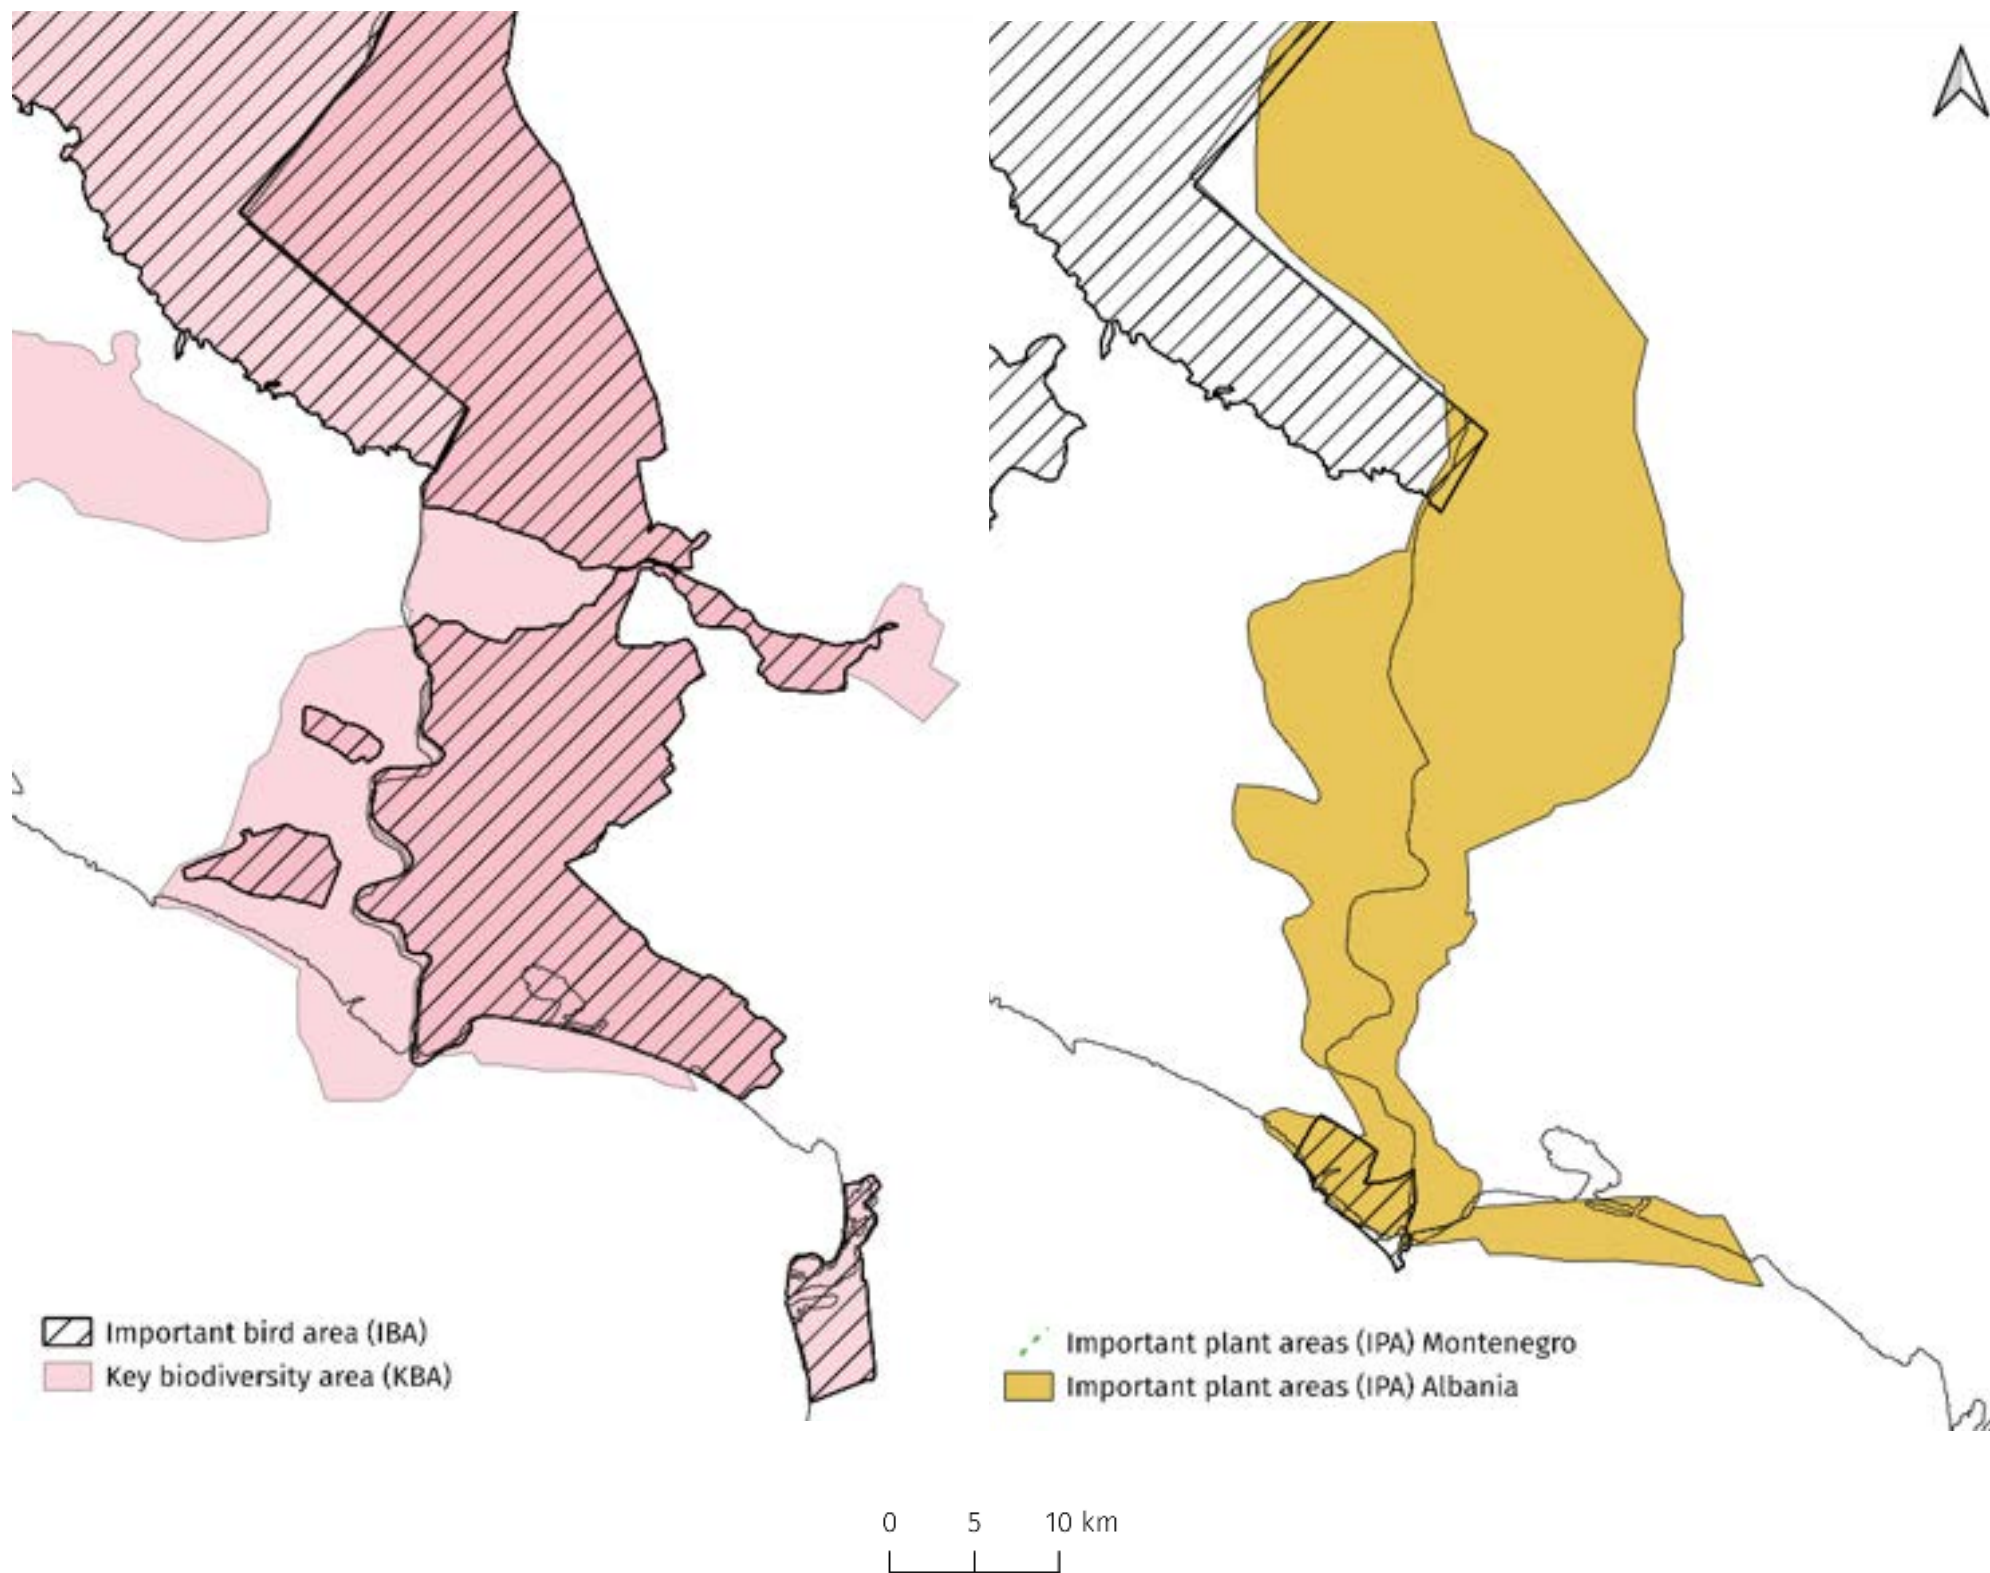 Important bird area (IBA)
Key biodiversity area (KBA)
Important plant areas (IPA) Montenegro
Important plant areas (IPA) Albania
0 5 10 km